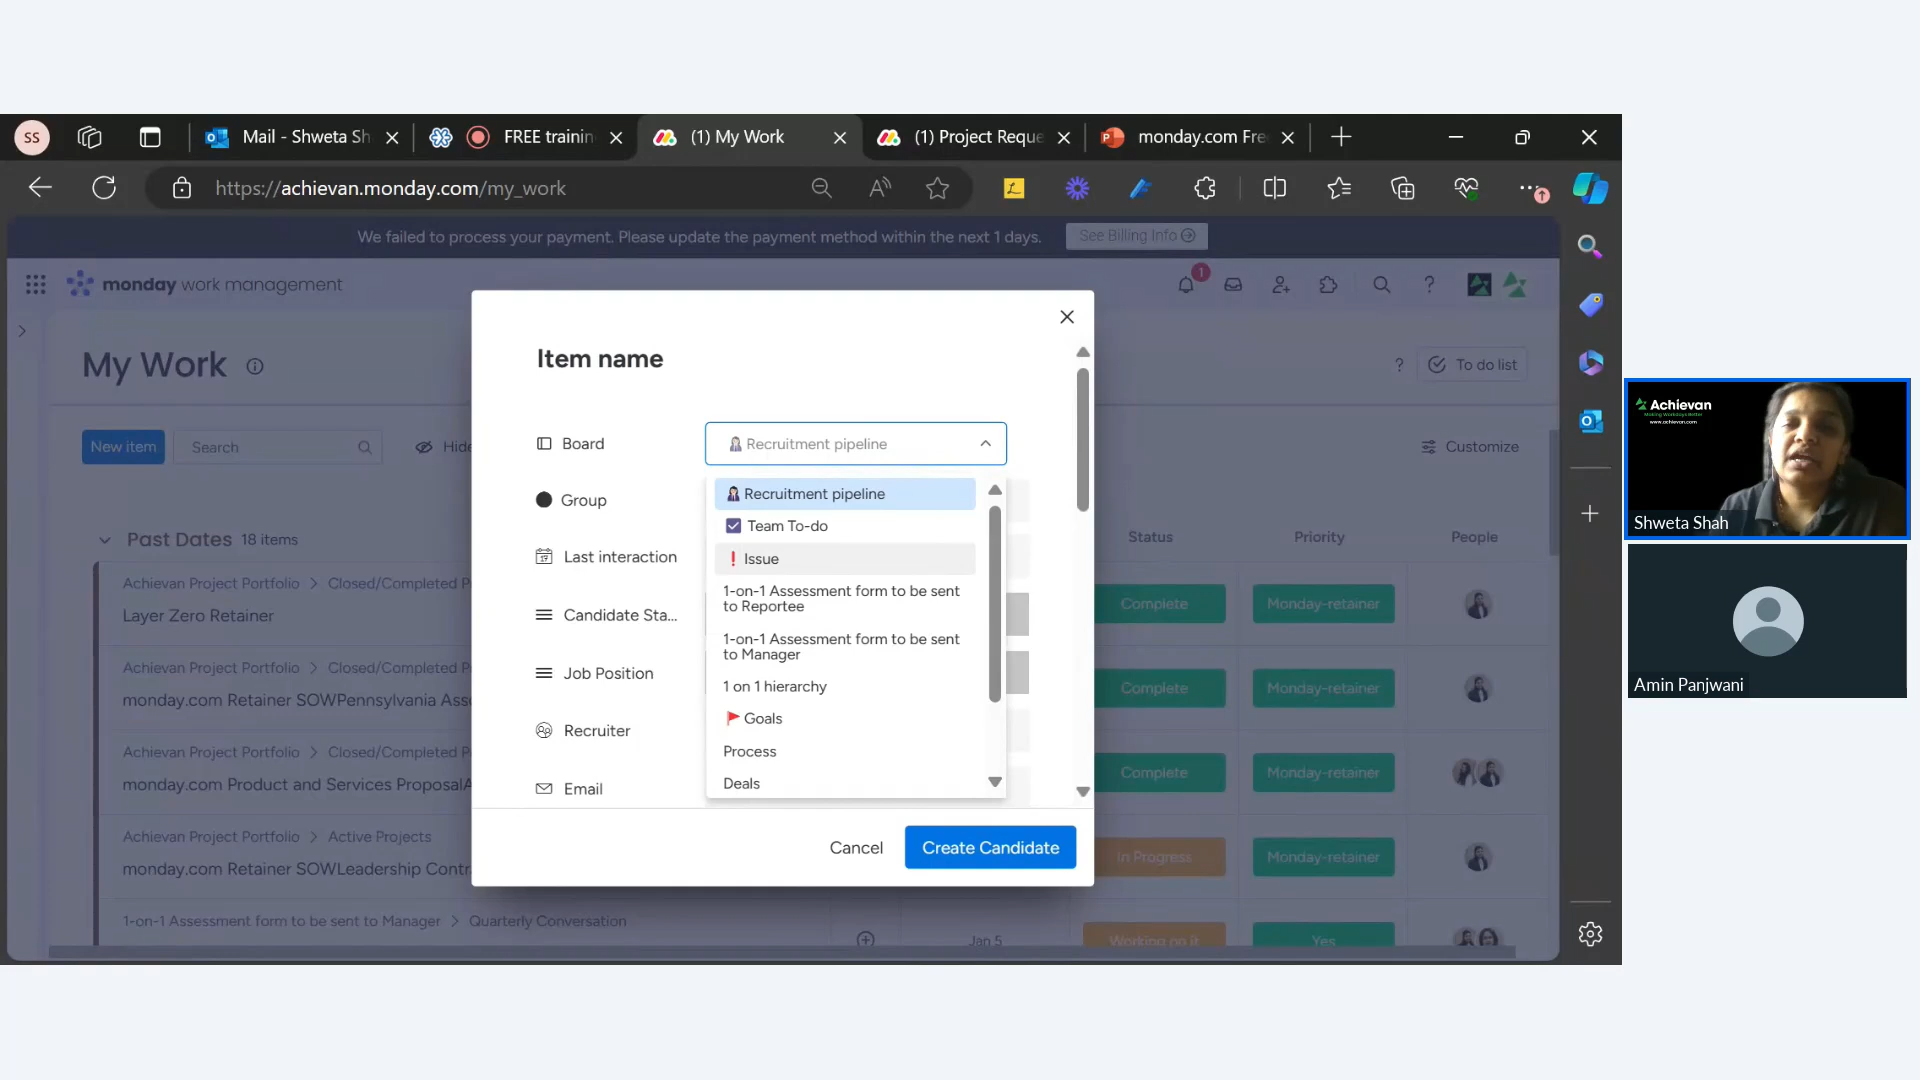 SS
Mail - Shweta Sh
FREE trainin
(1) My Work
(1) Project Reque
monday.com Fre
https://achievan.monday.com/my_work
We failed to process your payment. Please update the payment method within the next 1 days.
See Billing Info
monday work management
1
My Work
To do list
New item
Search
Hide
Customize
Past Dates 18 items
Status
Priority
People
Achievan Project Portfolio > Closed/Completed P
Layer Zero Retainer
Complete
Monday-retainer
Achievan Project Portfolio > Closed/Completed P
monday.com Retainer SOWPennsylvania Ass
Complete
Monday-retainer
Achievan Project Portfolio > Closed/Completed P
monday.com Product and Services ProposalA
Complete
Monday-retainer
Achievan Project Portfolio > Active Projects
monday.com Retainer SOWLeadership Contr
In Progress
Monday-retainer
1-on-1 Assessment form to be sent to Manager > Quarterly Conversation
Jan 5
Working on it
Yes
Item name
Board
Recruitment pipeline
Group
Last interaction
Candidate Sta...
Job Position
Recruiter
Email
Recruitment pipeline
Team To-do
Issue
1-on-1 Assessment form to be sent
to Reportee
1-on-1 Assessment form to be sent
to Manager
1 on 1 hierarchy
Goals
Process
Deals
Cancel
Create Candidate
Achievan
Making Workdays Better
www.achievan.com
Shweta Shah
Amin Panjwani